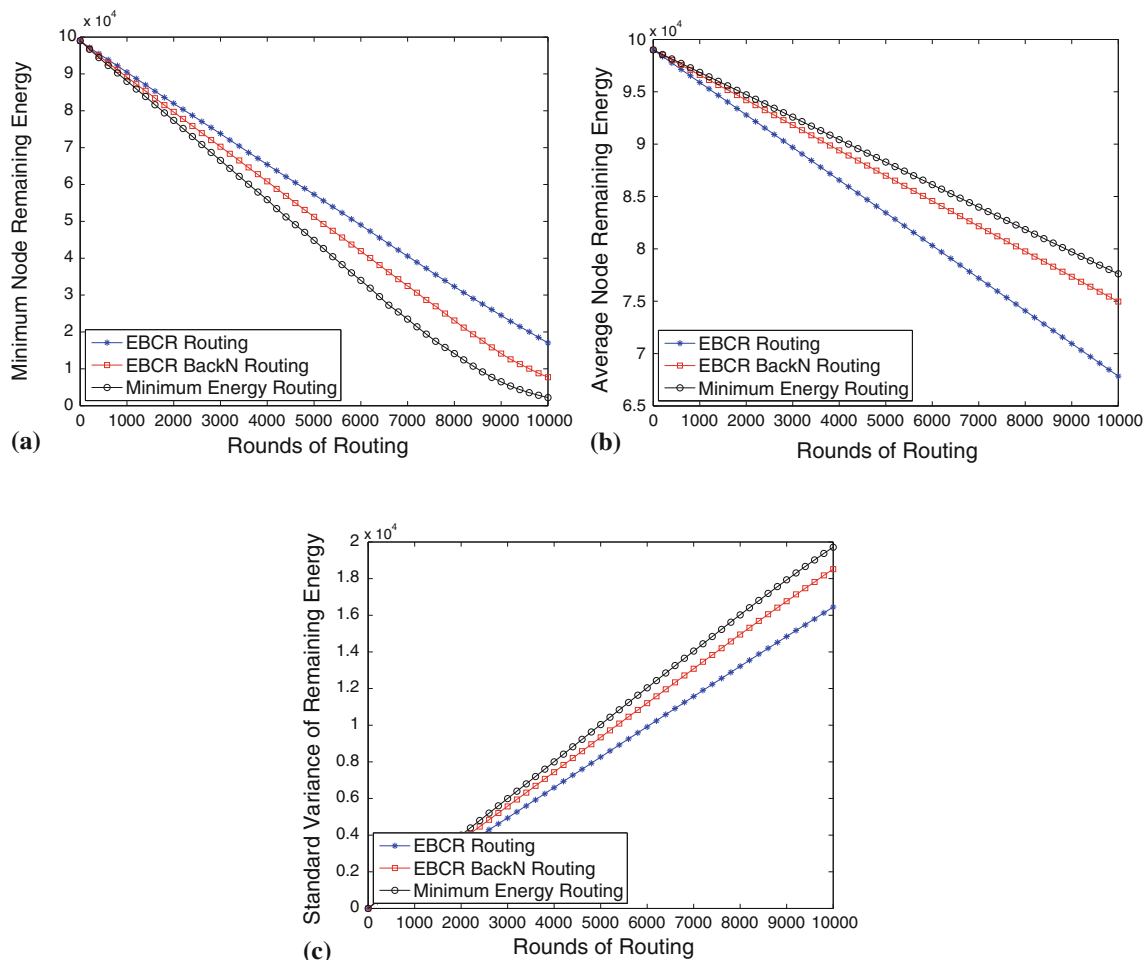 x 10⁴
10
9
8
7
6
5
4
3
2
1
0
Minimum Node Remaining Energy
EBCR Routing
EBCR BackN Routing
Minimum Energy Routing
0 1000 2000 3000 4000 5000 6000 7000 8000 9000 10000
Rounds of Routing
(a)
x 10⁴
10
9.5
9
8.5
8
7.5
7
6.5
Average Node Remaining Energy
EBCR Routing
EBCR BackN Routing
Minimum Energy Routing
0 1000 2000 3000 4000 5000 6000 7000 8000 9000 10000
Rounds of Routing
(b)
x 10⁴
2
1.8
1.6
1.4
1.2
1
0.8
0.6
0.4
0.2
0
Standard Variance of Remaining Energy
EBCR Routing
EBCR BackN Routing
Minimum Energy Routing
0 1000 2000 3000 4000 5000 6000 7000 8000 9000 10000
Rounds of Routing
(c)